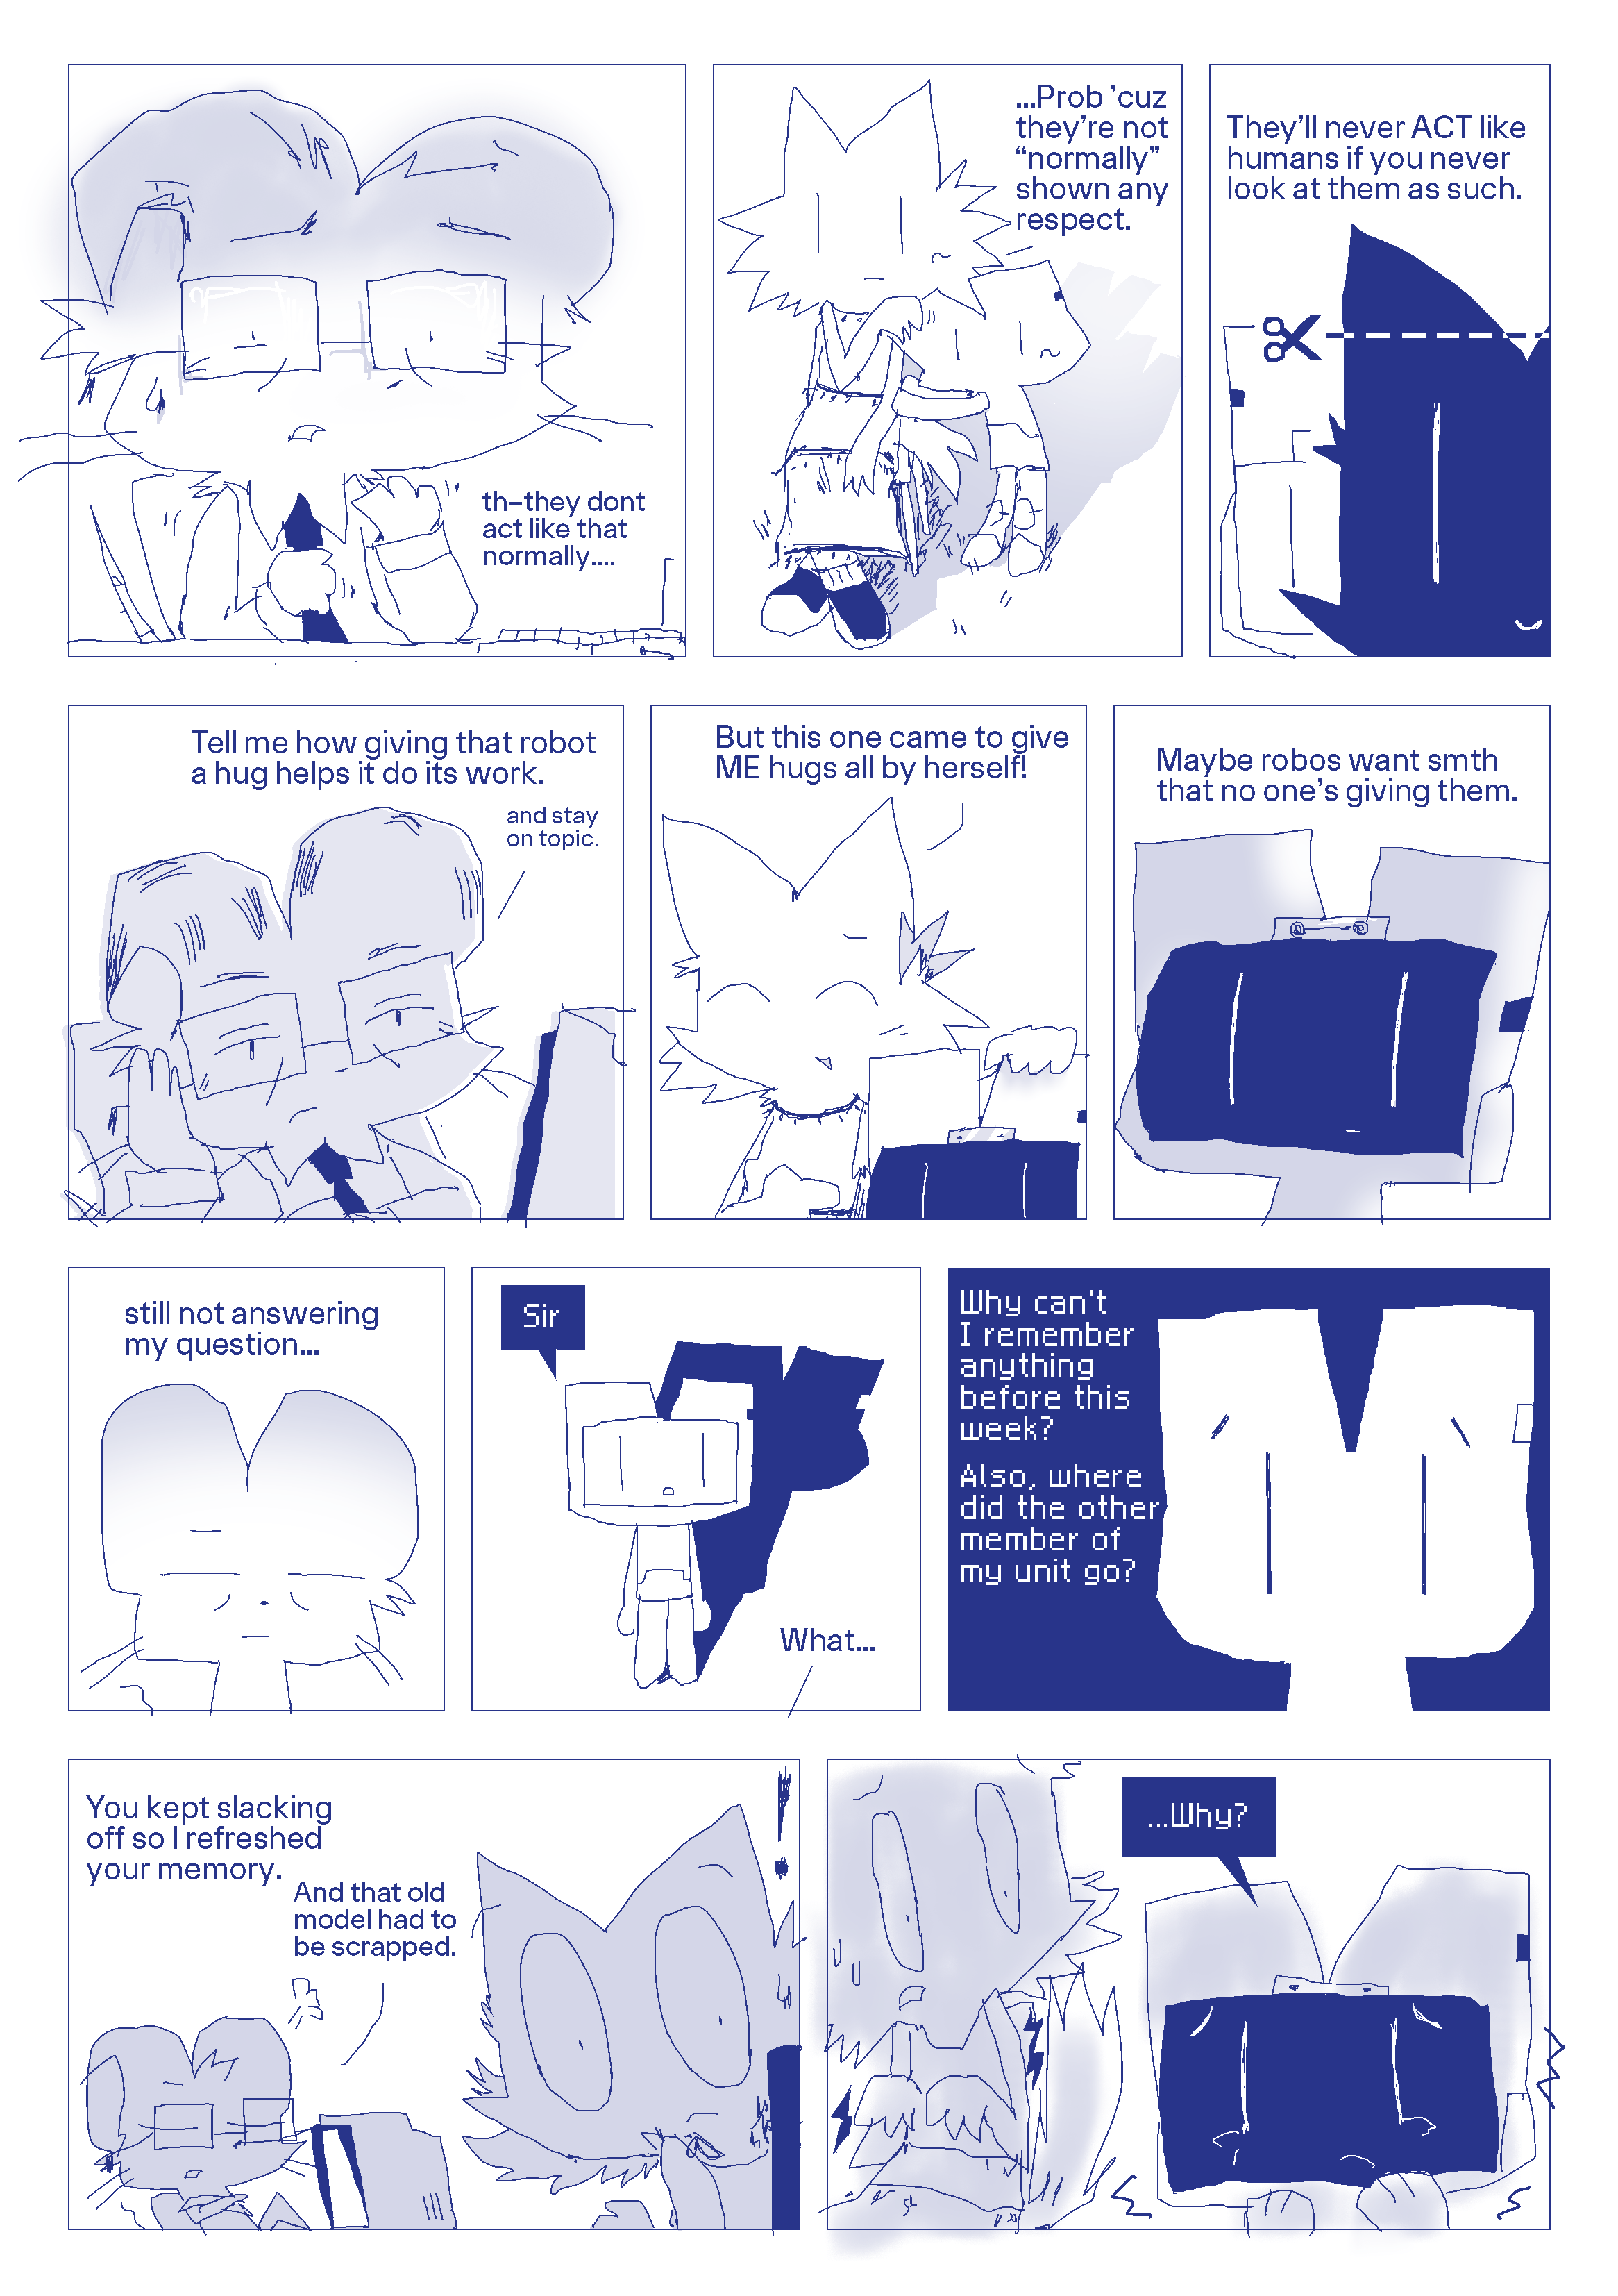 th–they dont
act like that
normally....
...Prob ’cuz
they’re not
“normally”
shown any
respect.
They’ll never ACT like
humans if you never
look at them as such.
Tell me how giving that robot
a hug helps it do its work.
and stay
on topic.
But this one came to give
ME hugs all by herself!
Maybe robos want smth
that no one’s giving them.
still not answering
my question...
Sir
What...
Why can't
I remember
anything
before this
week?
Also, where
did the other
member of
my unit go?
You kept slacking
off so I refreshed
your memory.
And that old
model had to
be scrapped.
...Why?